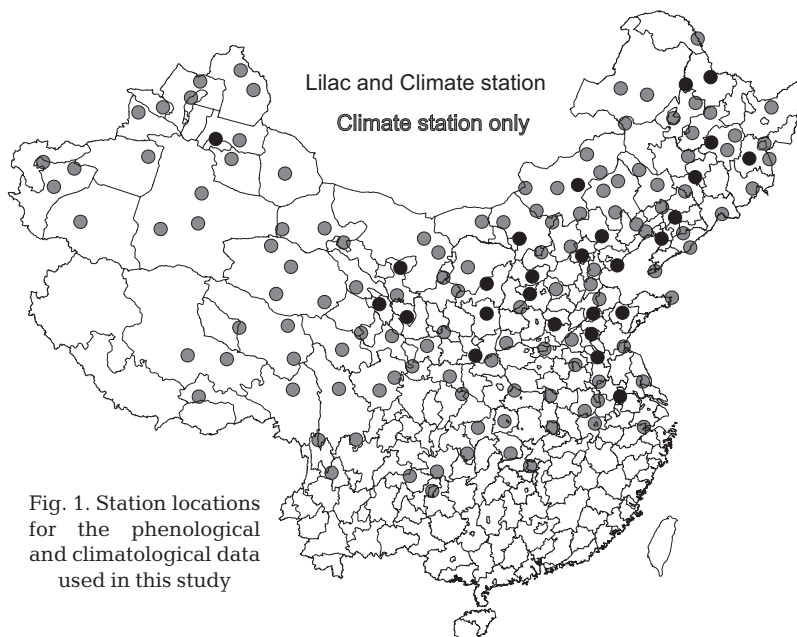 Lilac and Climate station
Climate station only
Fig. 1. Station locations
for the phenological
and climatological data
used in this study